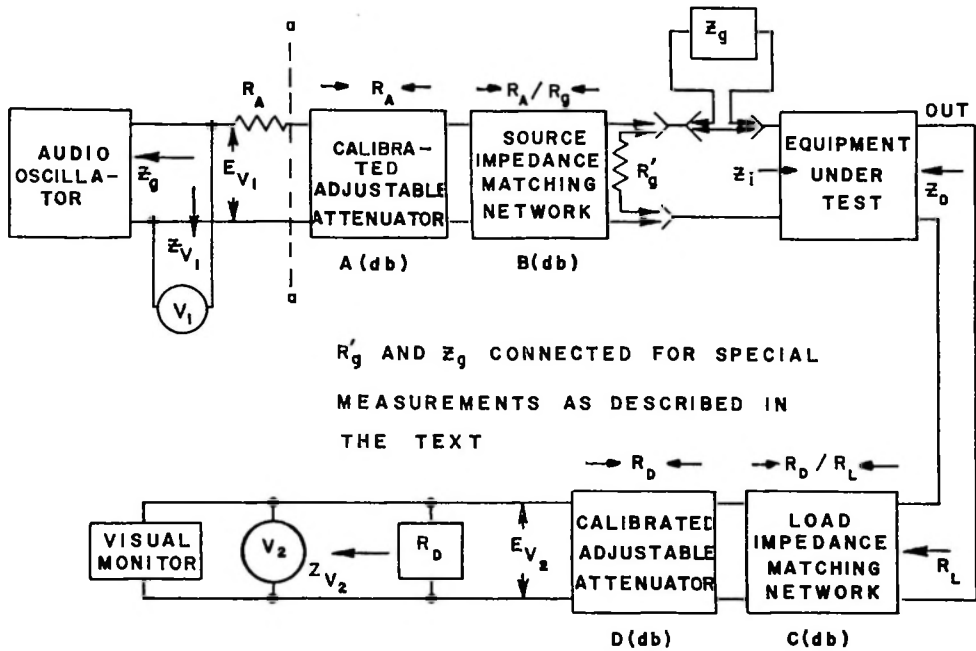 a
Z_g
R_A
R_A
R_A/R_g
OUT
AUDIO
OSCILLA-
TOR
Z_g
E_V1
Z_V1
V_1
CALIBRA-
TED
ADJUSTABLE
ATTENUATOR
A(db)
SOURCE
IMPEDANCE
MATCHING
NETWORK
B(db)
R'_g
Z_i
EQUIPMENT
UNDER
TEST
Z_D
a
R'_g AND Z_g CONNECTED FOR SPECIAL
MEASUREMENTS AS DESCRIBED IN
THE TEXT
R_D
R_D/R_L
VISUAL
MONITOR
V_2
Z_V2
R_D
E_V2
CALIBRATED
ADJUSTABLE
ATTENUATOR
D(db)
LOAD
IMPEDANCE
MATCHING
NETWORK
C(db)
R_L